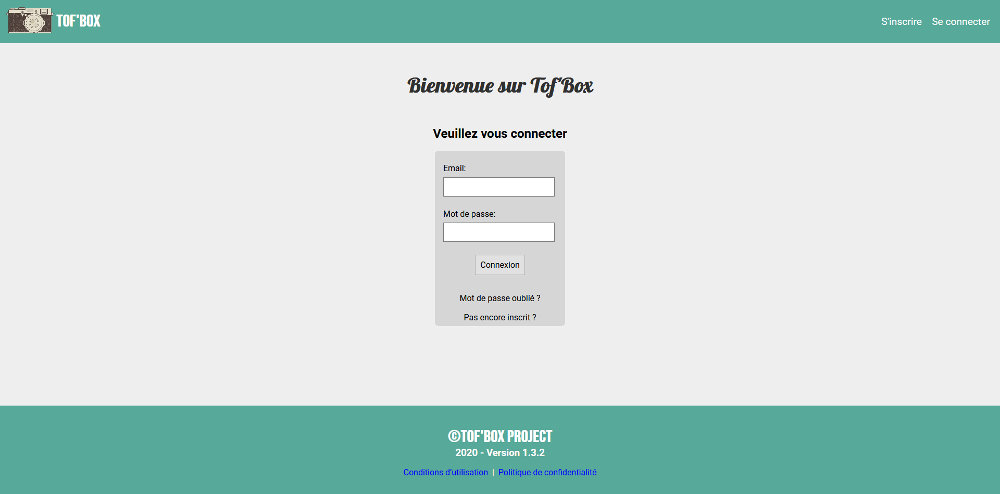 TOF'BOX
S'inscrire Se connecter
Bienvenue sur Tof'Box
Veuillez vous connecter
Email:
Mot de passe:
Connexion
Mot de passe oublié ?
Pas encore inscrit ?
©TOF'BOX PROJECT
2020 - Version 1.3.2
Conditions d’utilisation | Politique de confidentialité